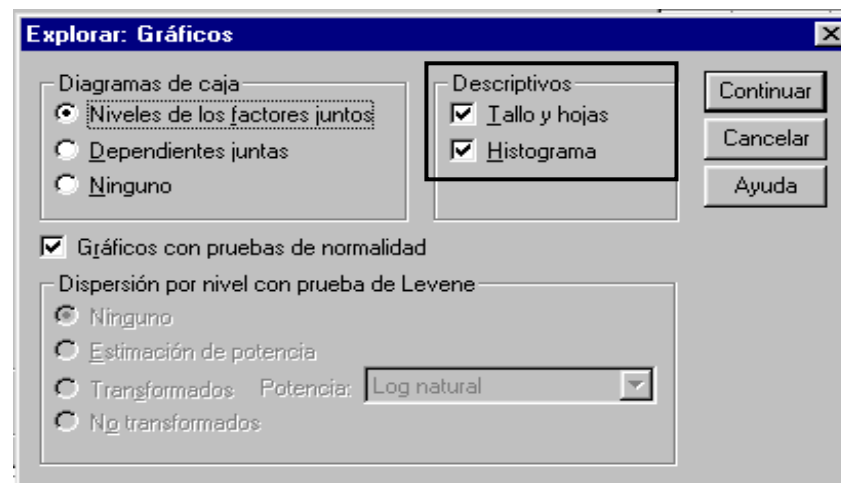 Explorar: Gráficos
Diagramas de caja
Niveles de los factores juntos
Dependientes juntas
Ninguno
Descriptivos
Tallo y hojas
Histograma
Continuar
Cancelar
Ayuda
Gráficos con pruebas de normalidad
Dispersión por nivel con prueba de Levene
Ninguno
Estimación de potencia
Transformados Potencia: Log natural
No transformados